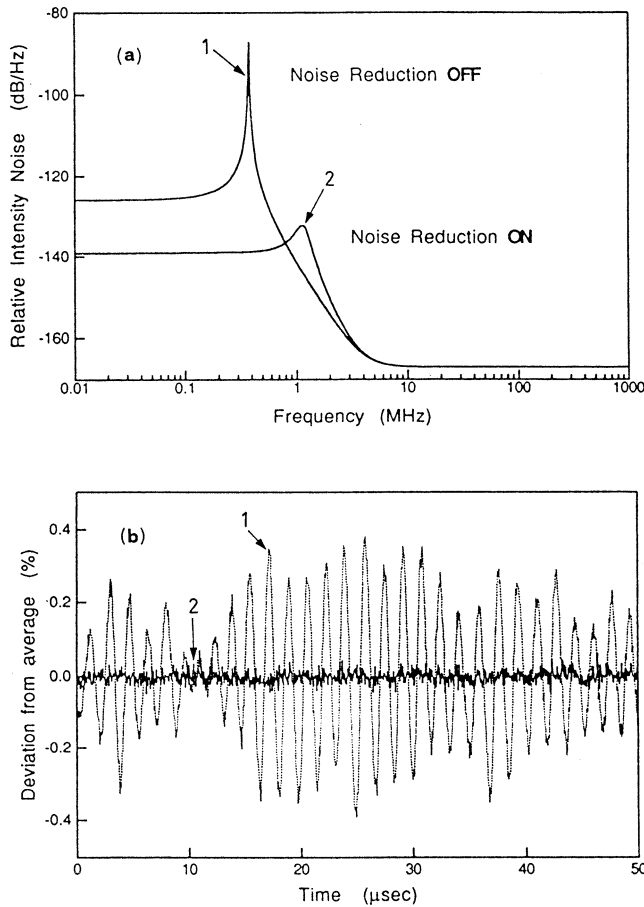 -80
(a)
1
Noise Reduction OFF
-100
-120
2
Noise Reduction ON
-140
-160
0.01 0.1 1 10 100 1000
Frequency (MHz)
Relative Intensity Noise (dB/Hz)
0.4
(b)
1
0.2
2
0.0
-0.2
-0.4
0 10 20 30 40 50
Time (μsec)
Deviation from average (%)